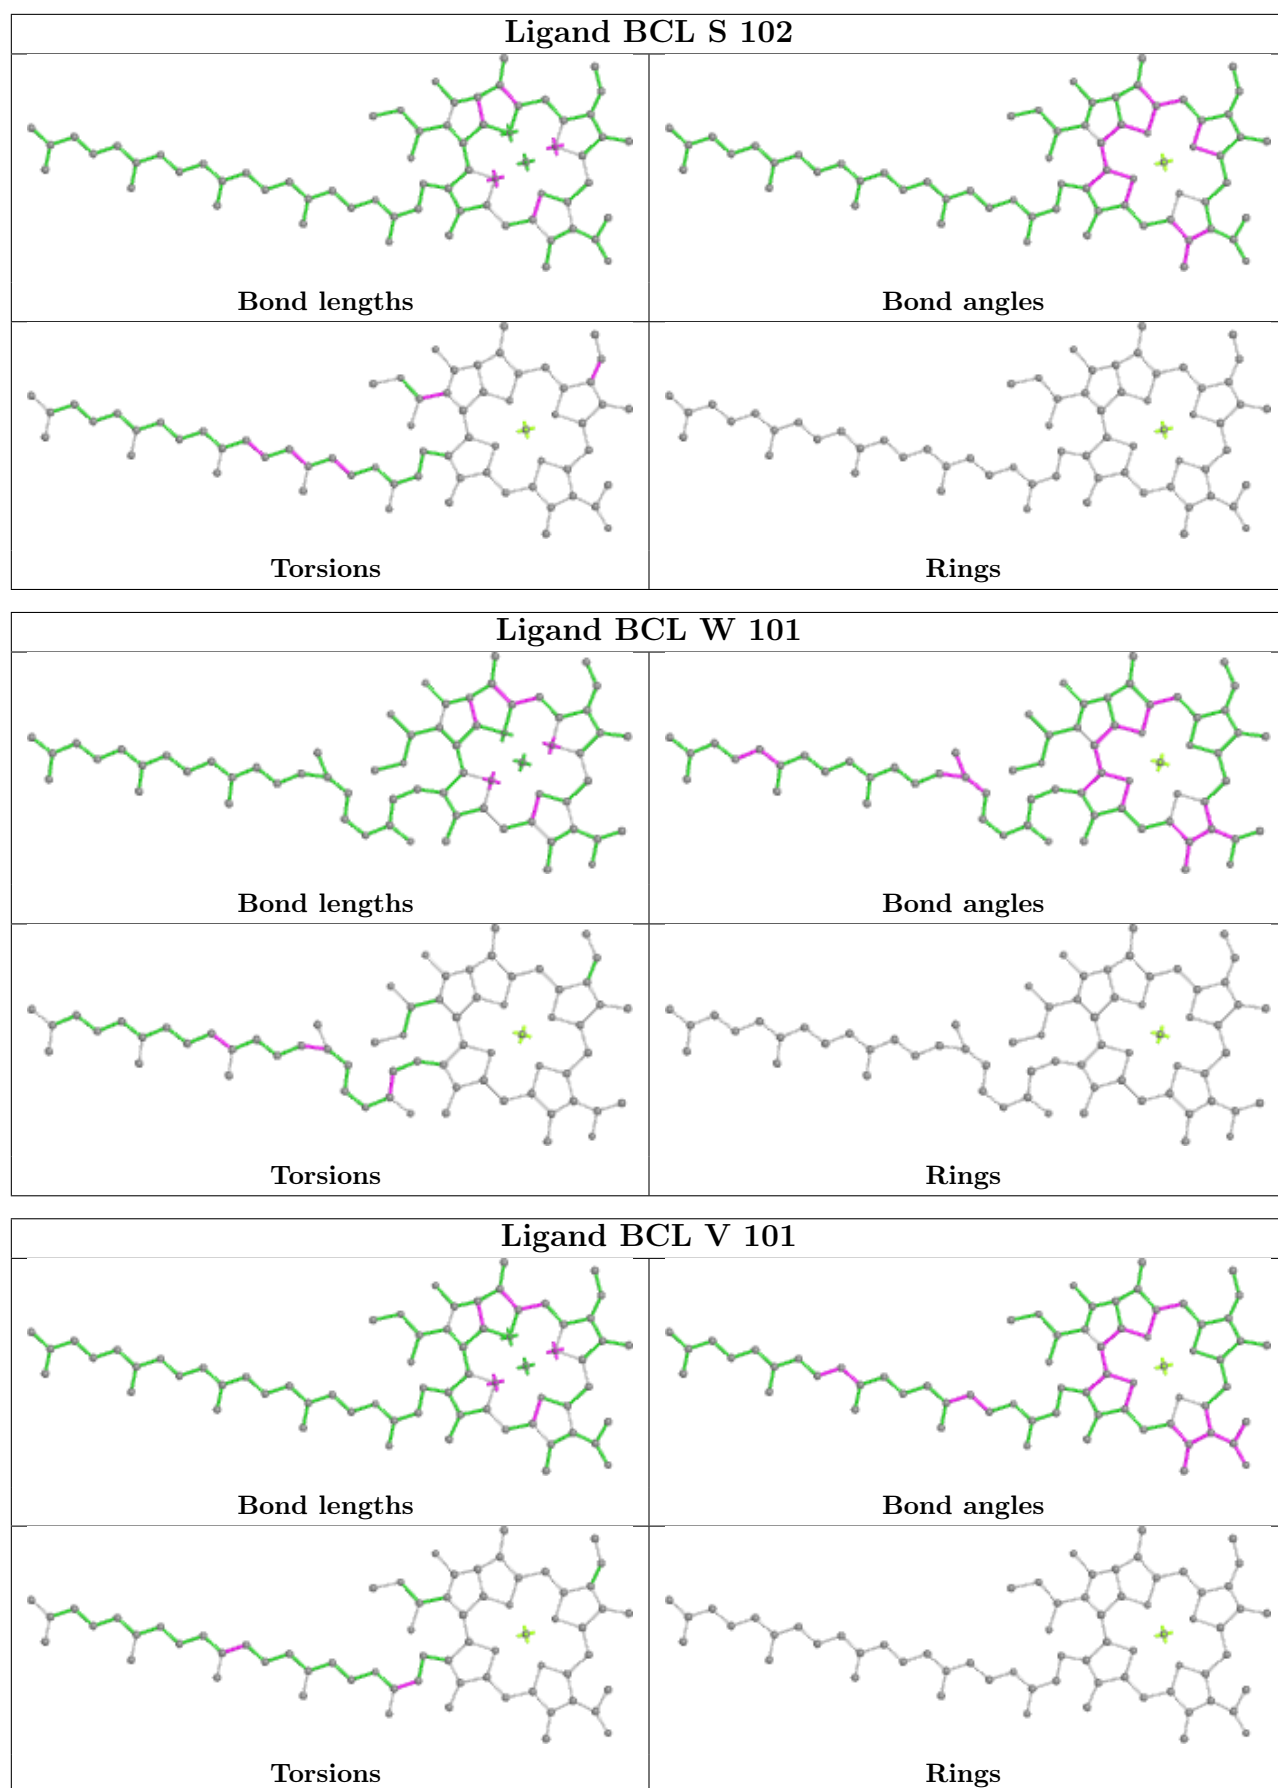 Ligand BCL S 102
Bond lengths
Bond angles
Torsions
Rings
Ligand BCL W 101
Bond lengths
Bond angles
Torsions
Rings
Ligand BCL V 101
Bond lengths
Bond angles
Torsions
Rings